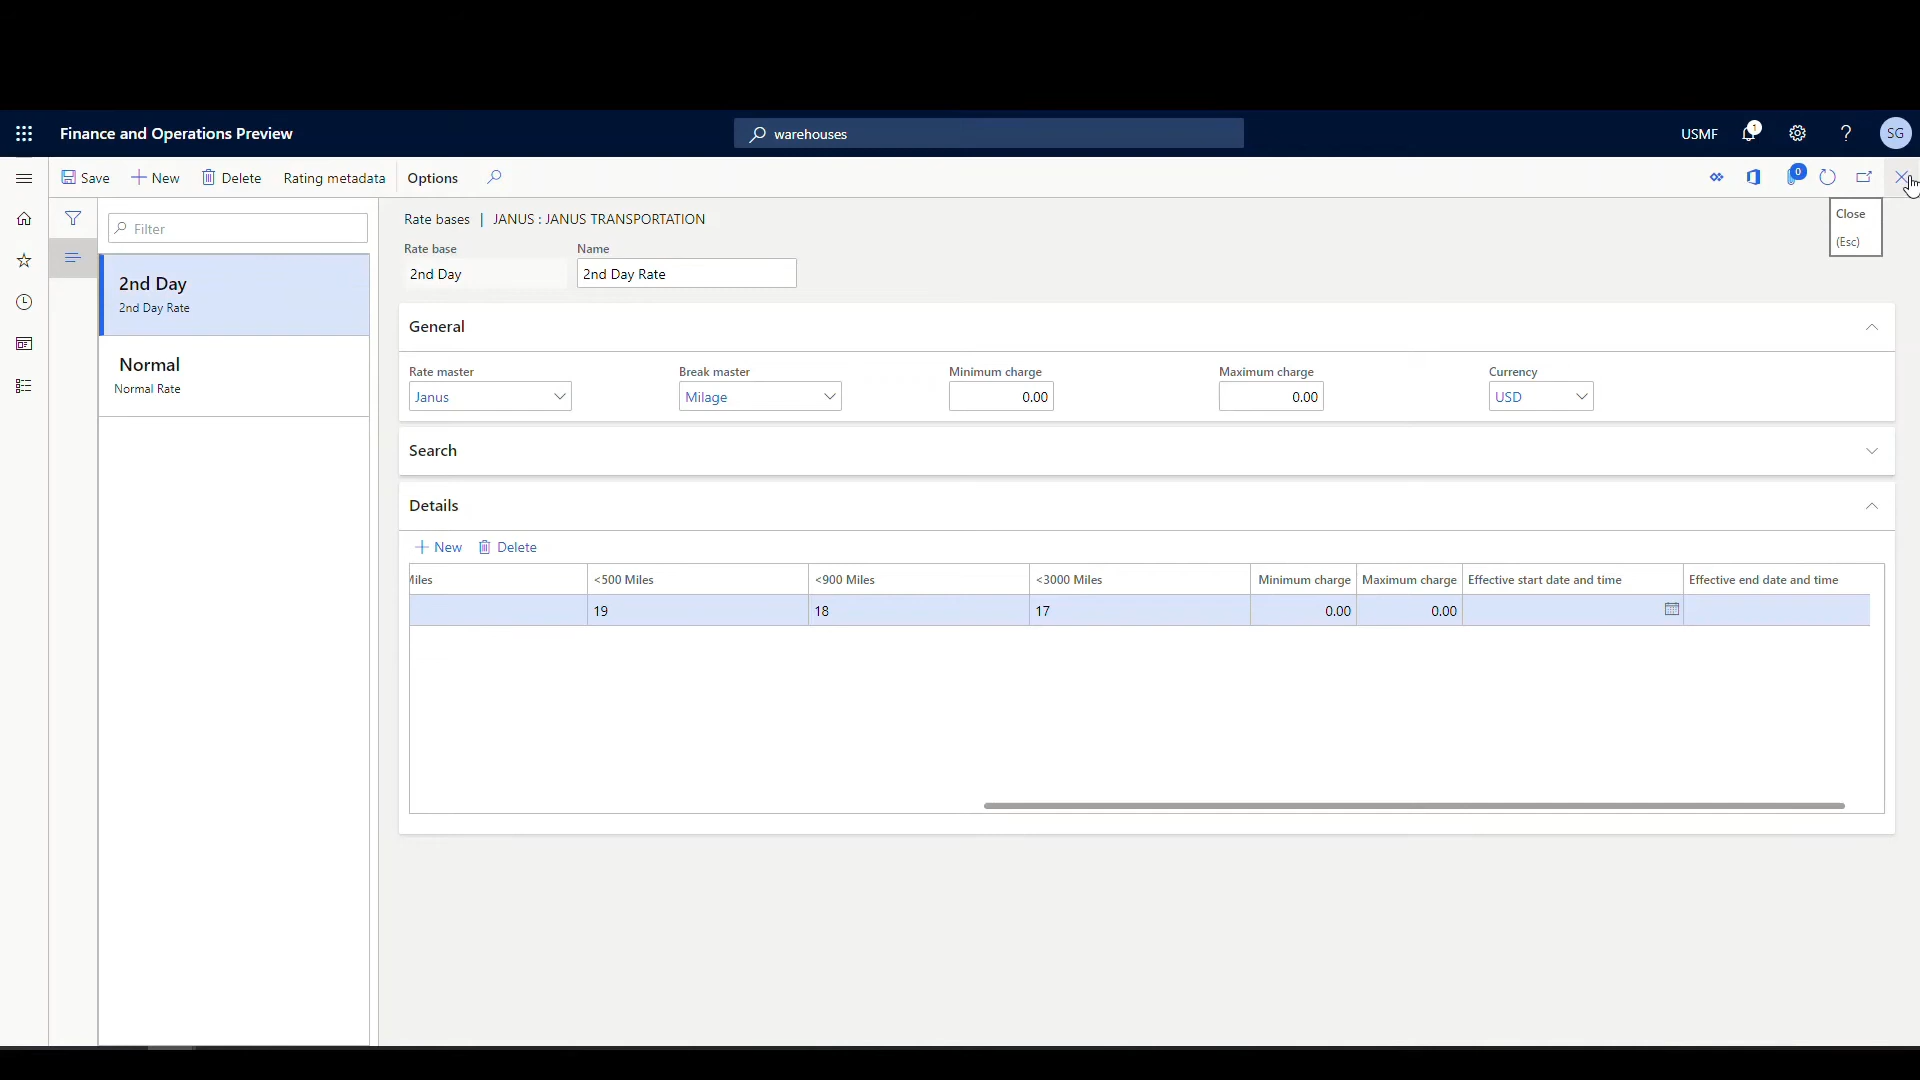 Finance and Operations Preview
warehouses
USMF
1
?
SG
Save
New
Delete
Rating metadata
Options
0
Close
(Esc)
Filter
2nd Day
2nd Day Rate
Normal
Normal Rate
Rate bases | JANUS : JANUS TRANSPORTATION
Rate base
Name
2nd Day
2nd Day Rate
General
Rate master
Break master
Minimum charge
Maximum charge
Currency
Janus
Milage
0.00
0.00
USD
Search
Details
New
Delete
<500 Miles
<900 Miles
<3000 Miles
Minimum charge
Maximum charge
Effective start date and time
Effective end date and time
19
18
17
0.00
0.00